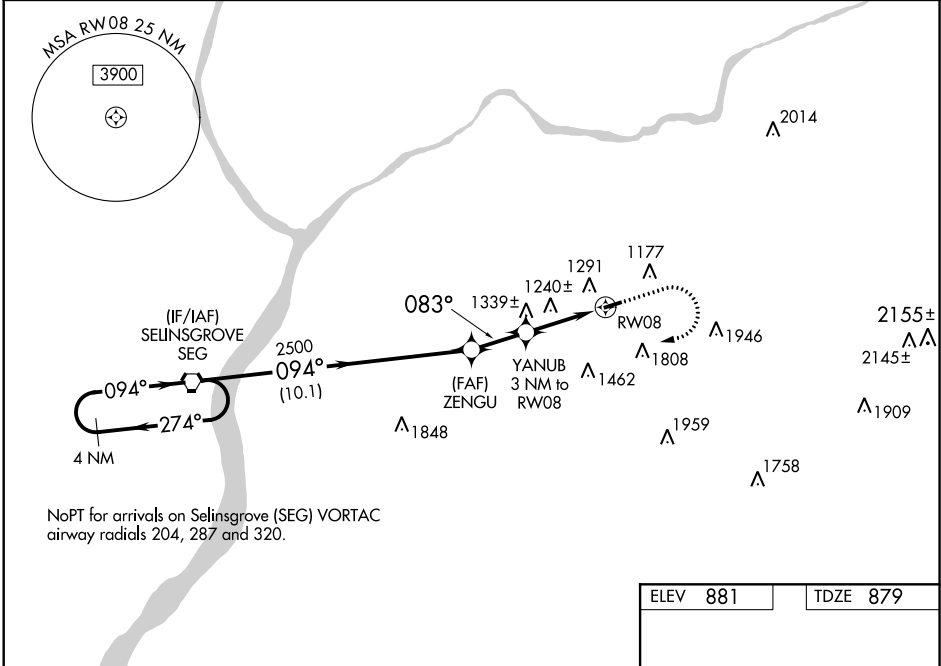 MSA RW08 25 NM
3900
2014
1177
1291
1240±
1339±
083°
RW08
(IF/IAF)
SELINSGROVE
SEG
2500
094°
(10.1)
094°
274°
4 NM
(FAF)
ZENGU
YANUB
3 NM to
RW08
1462
1808
1946
2155±
2145±
1909
1848
1959
1758
NoPT for arrivals on Selinsgrove (SEG) VORTAC
airway radials 204, 287 and 320.
ELEV 881
TDZE 879